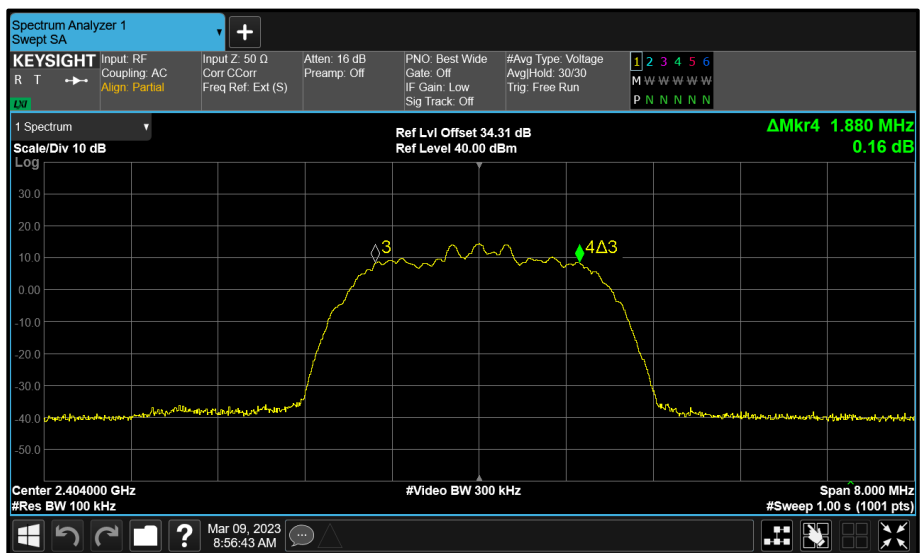 Spectrum Analyzer 1
Swept SA
KEYSIGHT
R T
LXI
Input: RF
Coupling: AC
Align: Partial
Input Z: 50 Ω
Corr CCorr
Freq Ref: Ext (S)
Atten: 16 dB
Preamp: Off
PNO: Best Wide
Gate: Off
IF Gain: Low
Sig Track: Off
#Avg Type: Voltage
Avg|Hold: 30/30
Trig: Free Run
1 2 3 4 5 6
M W W W W W
P N N N N N
1 Spectrum
Scale/Div 10 dB
Log
Ref Lvl Offset 34.31 dB
Ref Level 40.00 dBm
ΔMkr4 1.880 MHz
0.16 dB
30.0
20.0
10.0
0.00
-10.0
-20.0
-30.0
-40.0
-50.0
3
4Δ3
Center 2.404000 GHz
#Res BW 100 kHz
#Video BW 300 kHz
Span 8.000 MHz
#Sweep 1.00 s (1001 pts)
?
Mar 09, 2023
8:56:43 AM